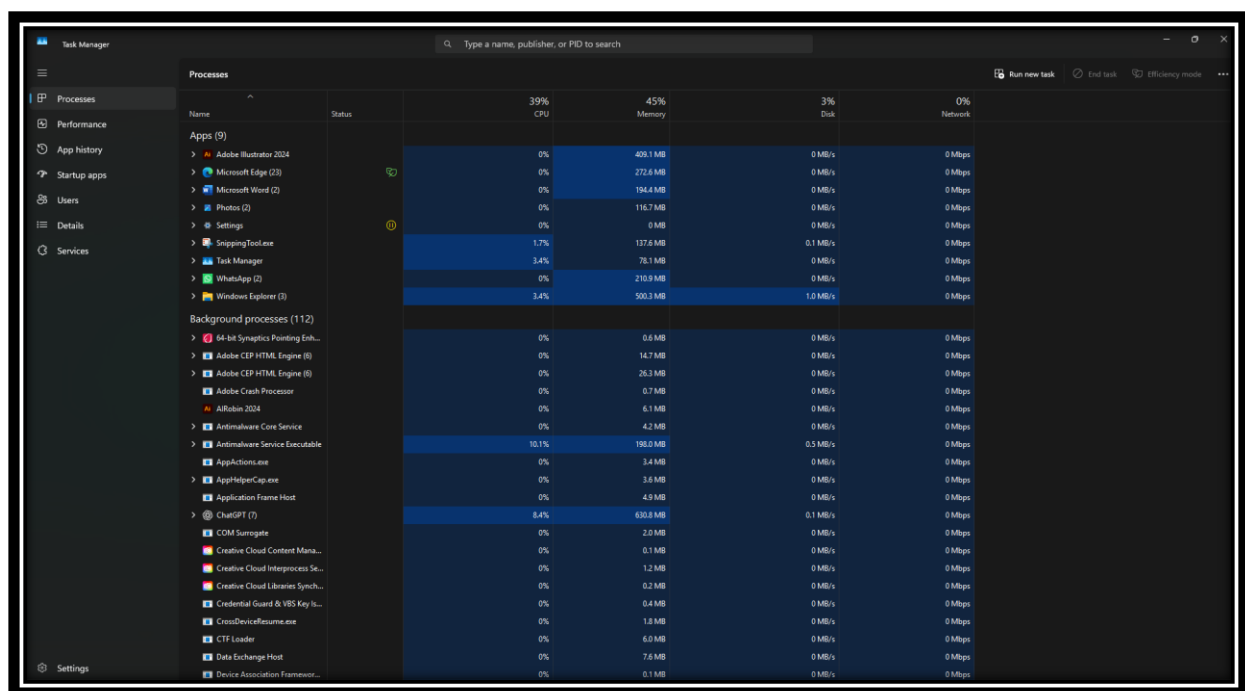 Task Manager
Type a name, publisher, or PID to search
Processes
Run new task End task Efficiency mode
Processes
Performance
App history
Startup apps
Users
Details
Services
Settings
39% 45% 3% 0%
Name Status CPU Memory Disk Network
Apps (9)
Adobe Illustrator 2024 0% 409.1 MB 0 MB/s 0 Mbps
Microsoft Edge (23) 0% 272.6 MB 0 MB/s 0 Mbps
Microsoft Word (2) 0% 194.4 MB 0 MB/s 0 Mbps
Photos (2) 0% 116.7 MB 0 MB/s 0 Mbps
Settings 0% 0 MB 0 MB/s 0 Mbps
SnippingTool.exe 1.7% 137.6 MB 0.1 MB/s 0 Mbps
Task Manager 3.4% 78.1 MB 0 MB/s 0 Mbps
WhatsApp (2) 0% 210.9 MB 0 MB/s 0 Mbps
Windows Explorer (3) 3.4% 500.3 MB 1.0 MB/s 0 Mbps
Background processes (112)
64-bit Synaptics Pointing Enh... 0% 0.6 MB 0 MB/s 0 Mbps
Adobe CEP HTML Engine (6) 0% 14.7 MB 0 MB/s 0 Mbps
Adobe CEP HTML Engine (6) 0% 26.3 MB 0 MB/s 0 Mbps
Adobe Crash Processor 0% 0.7 MB 0 MB/s 0 Mbps
AIRobin 2024 0% 6.1 MB 0 MB/s 0 Mbps
Antimalware Core Service 0% 4.2 MB 0 MB/s 0 Mbps
Antimalware Service Executable 10.1% 198.0 MB 0.5 MB/s 0 Mbps
AppActions.exe 0% 3.4 MB 0 MB/s 0 Mbps
AppHelperCap.exe 0% 3.6 MB 0 MB/s 0 Mbps
Application Frame Host 0% 4.9 MB 0 MB/s 0 Mbps
ChatGPT (7) 8.4% 630.8 MB 0.1 MB/s 0 Mbps
COM Surrogate 0% 2.0 MB 0 MB/s 0 Mbps
Creative Cloud Content Mana... 0% 0.1 MB 0 MB/s 0 Mbps
Creative Cloud Interprocess Se... 0% 1.2 MB 0 MB/s 0 Mbps
Creative Cloud Libraries Synch... 0% 0.2 MB 0 MB/s 0 Mbps
Credential Guard & VBS Key Is... 0% 0.4 MB 0 MB/s 0 Mbps
CrossDeviceResume.exe 0% 1.8 MB 0 MB/s 0 Mbps
CTF Loader 0% 6.0 MB 0 MB/s 0 Mbps
Data Exchange Host 0% 7.6 MB 0 MB/s 0 Mbps
Device Association Framewor... 0% 0.1 MB 0 MB/s 0 Mbps